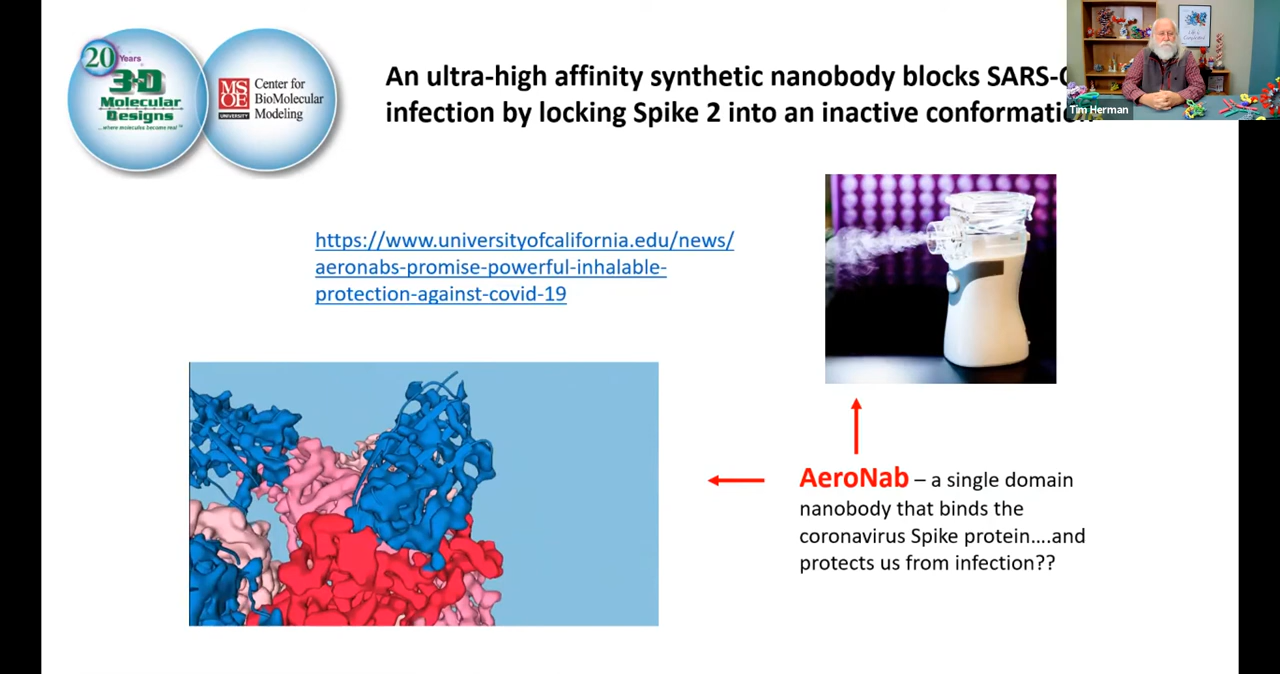 20 Years
3-D
Molecular
Designs
...where molecules become real™
MS
OE
UNIVERSITY
Center for
BioMolecular
Modeling
An ultra-high affinity synthetic nanobody blocks SARS-C
infection by locking Spike 2 into an inactive conformation
Tim Herman
https://www.universityofcalifornia.edu/news/
aeronabs-promise-powerful-inhalable-
protection-against-covid-19
AeroNab – a single domain
nanobody that binds the
coronavirus Spike protein....and
protects us from infection??